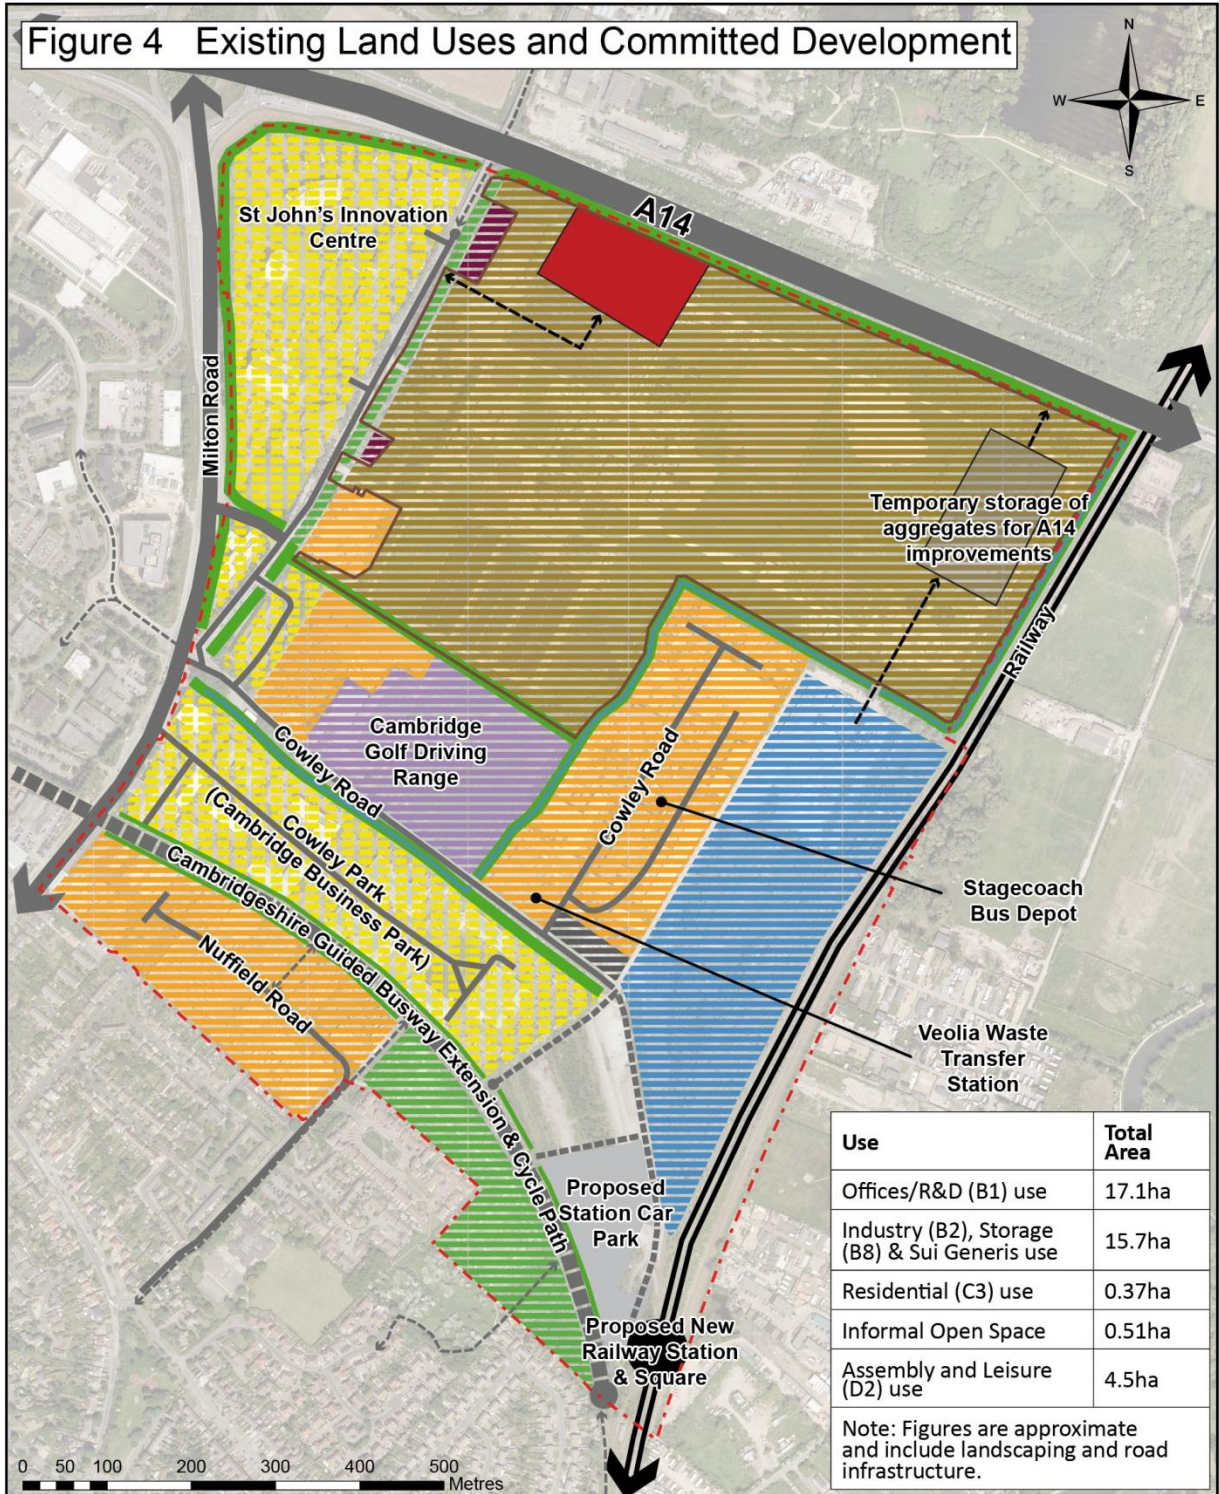 Figure 4 Existing Land Uses and Committed Development
N
W
E
S
A14
St John's Innovation
Centre
Milton Road
Temporary storage of
aggregates for A14
improvements
Railway
Cambridge
Golf Driving
Range
Cowley Road
Cowley Road
Cowley Park
(Cambridge Business Park)
Cambridgeshire Guided Busway Extension & Cycle Path
Nuffield Road
Stagecoach
Bus Depot
Veolia Waste
Transfer
Station
Proposed
Station Car
Park
Proposed New
Railway Station
& Square
Use Total
Area
Offices/R&D (B1) use 17.1ha
Industry (B2), Storage
(B8) & Sui Generis use 15.7ha
Residential (C3) use 0.37ha
Informal Open Space 0.51ha
Assembly and Leisure
(D2) use 4.5ha
Note: Figures are approximate
and include landscaping and road
infrastructure.
0 50 100 200 300 400 500
Metres